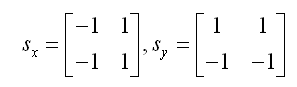 s_x = [ -1 1 ; -1 1 ], s_y = [ 1 1 ; -1 -1 ]